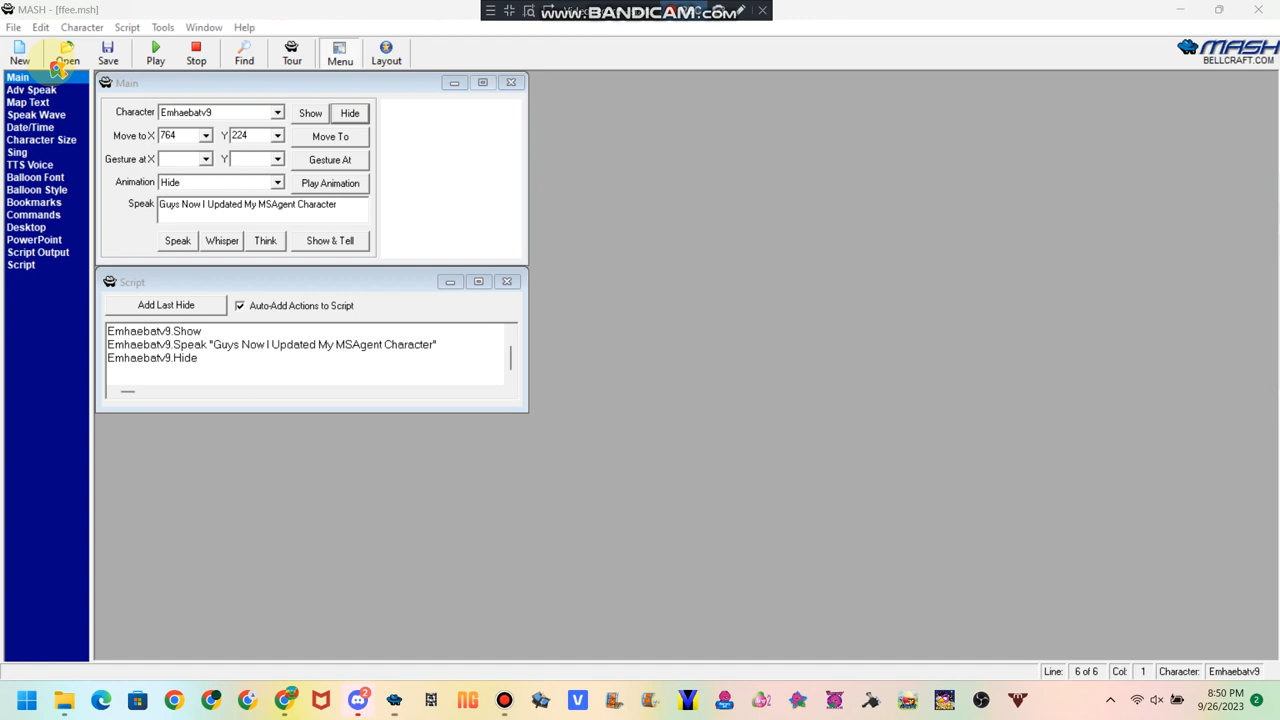 MASH - [ffee.msh]
www.BANDICAM.com
File Edit Character Script Tools Window Help
New Open Save Play Stop Find Tour Menu Layout
MASH
BELLCRAFT.COM
Main
Adv Speak
Map Text
Speak Wave
Date/Time
Character Size
Sing
TTS Voice
Balloon Font
Balloon Style
Bookmarks
Commands
Desktop
PowerPoint
Script Output
Script
Main
Character Emhaebatv9 Show Hide
Move to X 764 Y 224 Move To
Gesture at X Y Gesture At
Animation Hide Play Animation
Speak Guys Now I Updated My MSAgent Character
Speak Whisper Think Show & Tell
Script
Add Last Hide Auto-Add Actions to Script
Emhaebatv9.Show
Emhaebatv9.Speak "Guys Now I Updated My MSAgent Character"
Emhaebatv9.Hide
Line: 6 of 6 Col: 1 Character: Emhaebatv9
NG
V
2
8:50 PM
9/26/2023
2